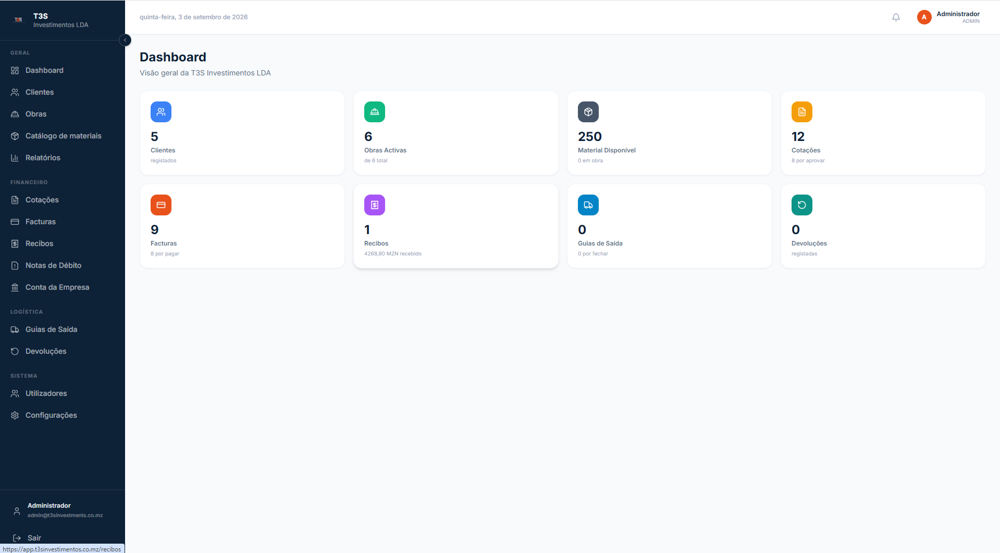 T3S
T3S
Investimentos LDA
GERAL
Dashboard
Clientes
Obras
Catálogo de materiais
Relatórios
FINANCEIRO
Cotações
Facturas
Recibos
Notas de Débito
Conta da Empresa
LOGÍSTICA
Guias de Saída
Devoluções
SISTEMA
Utilizadores
Configurações
Administrador
admin@t3sinvestments.co.mz
Sair
https://app.t3sinvestimentos.co.mz/recibos
quinta-feira, 3 de setembro de 2026
A
Administrador
ADMIN
Dashboard
Visão geral da T3S Investimentos LDA
5
Clientes
registados
6
Obras Activas
de 6 total
250
Material Disponível
0 em obra
12
Cotações
8 por aprovar
9
Facturas
8 por pagar
1
Recibos
4268,80 MZN recebido
0
Guias de Saída
0 por fechar
0
Devoluções
registadas